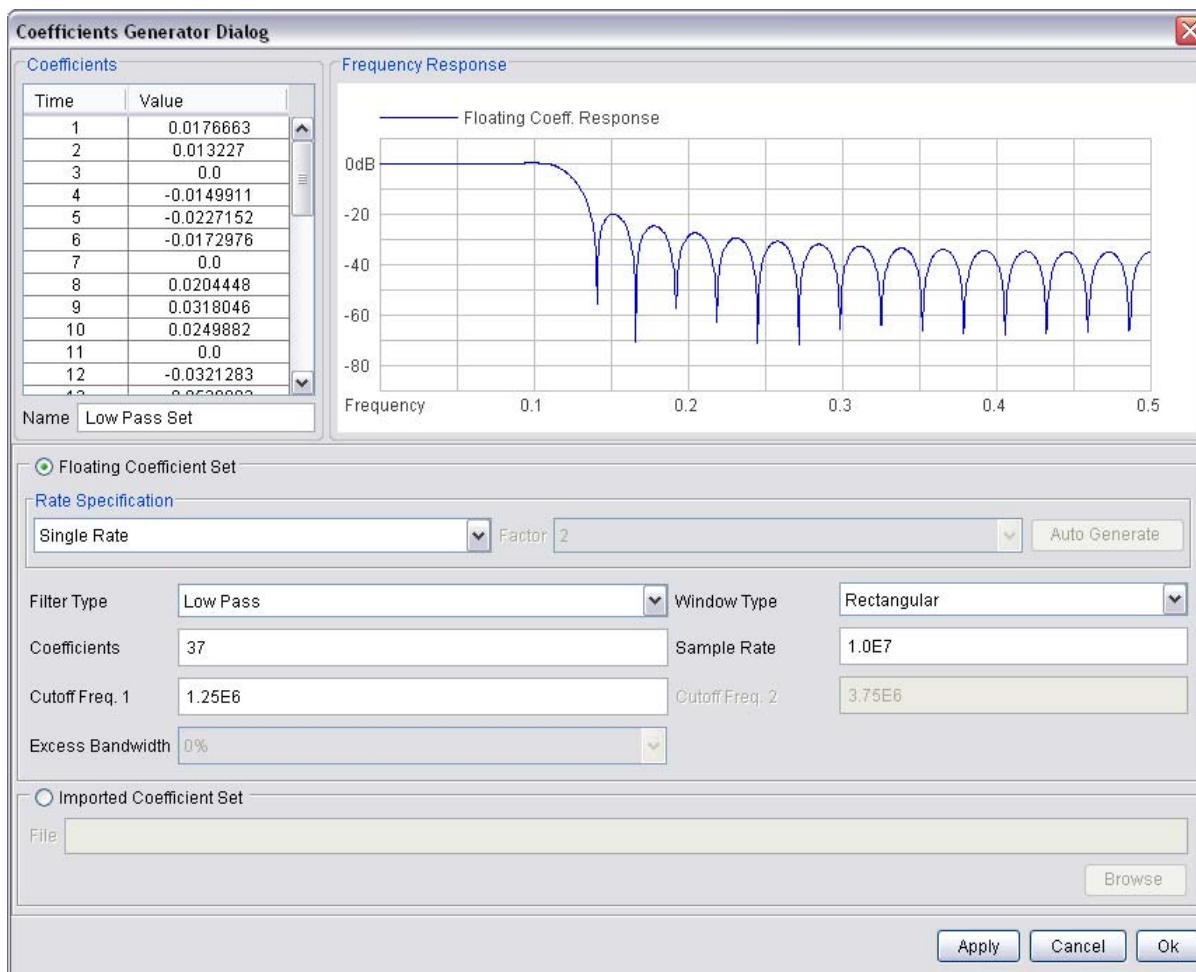 Coefficients Generator Dialog
Coefficients
Time Value
1 0.0176663
2 0.013227
3 0.0
4 -0.0149911
5 -0.0227152
6 -0.0172976
7 0.0
8 0.0204448
9 0.0318046
10 0.0249882
11 0.0
12 -0.0321283
Name Low Pass Set
Frequency Response
Floating Coeff. Response
0dB
-20
-40
-60
-80
Frequency 0.1 0.2 0.3 0.4 0.5
Floating Coefficient Set
Rate Specification
Single Rate Factor 2 Auto Generate
Filter Type Low Pass Window Type Rectangular
Coefficients 37 Sample Rate 1.0E7
Cutoff Freq. 1 1.25E6 Cutoff Freq. 2 3.75E6
Excess Bandwidth 0%
Imported Coefficient Set
File
Browse
Apply Cancel Ok